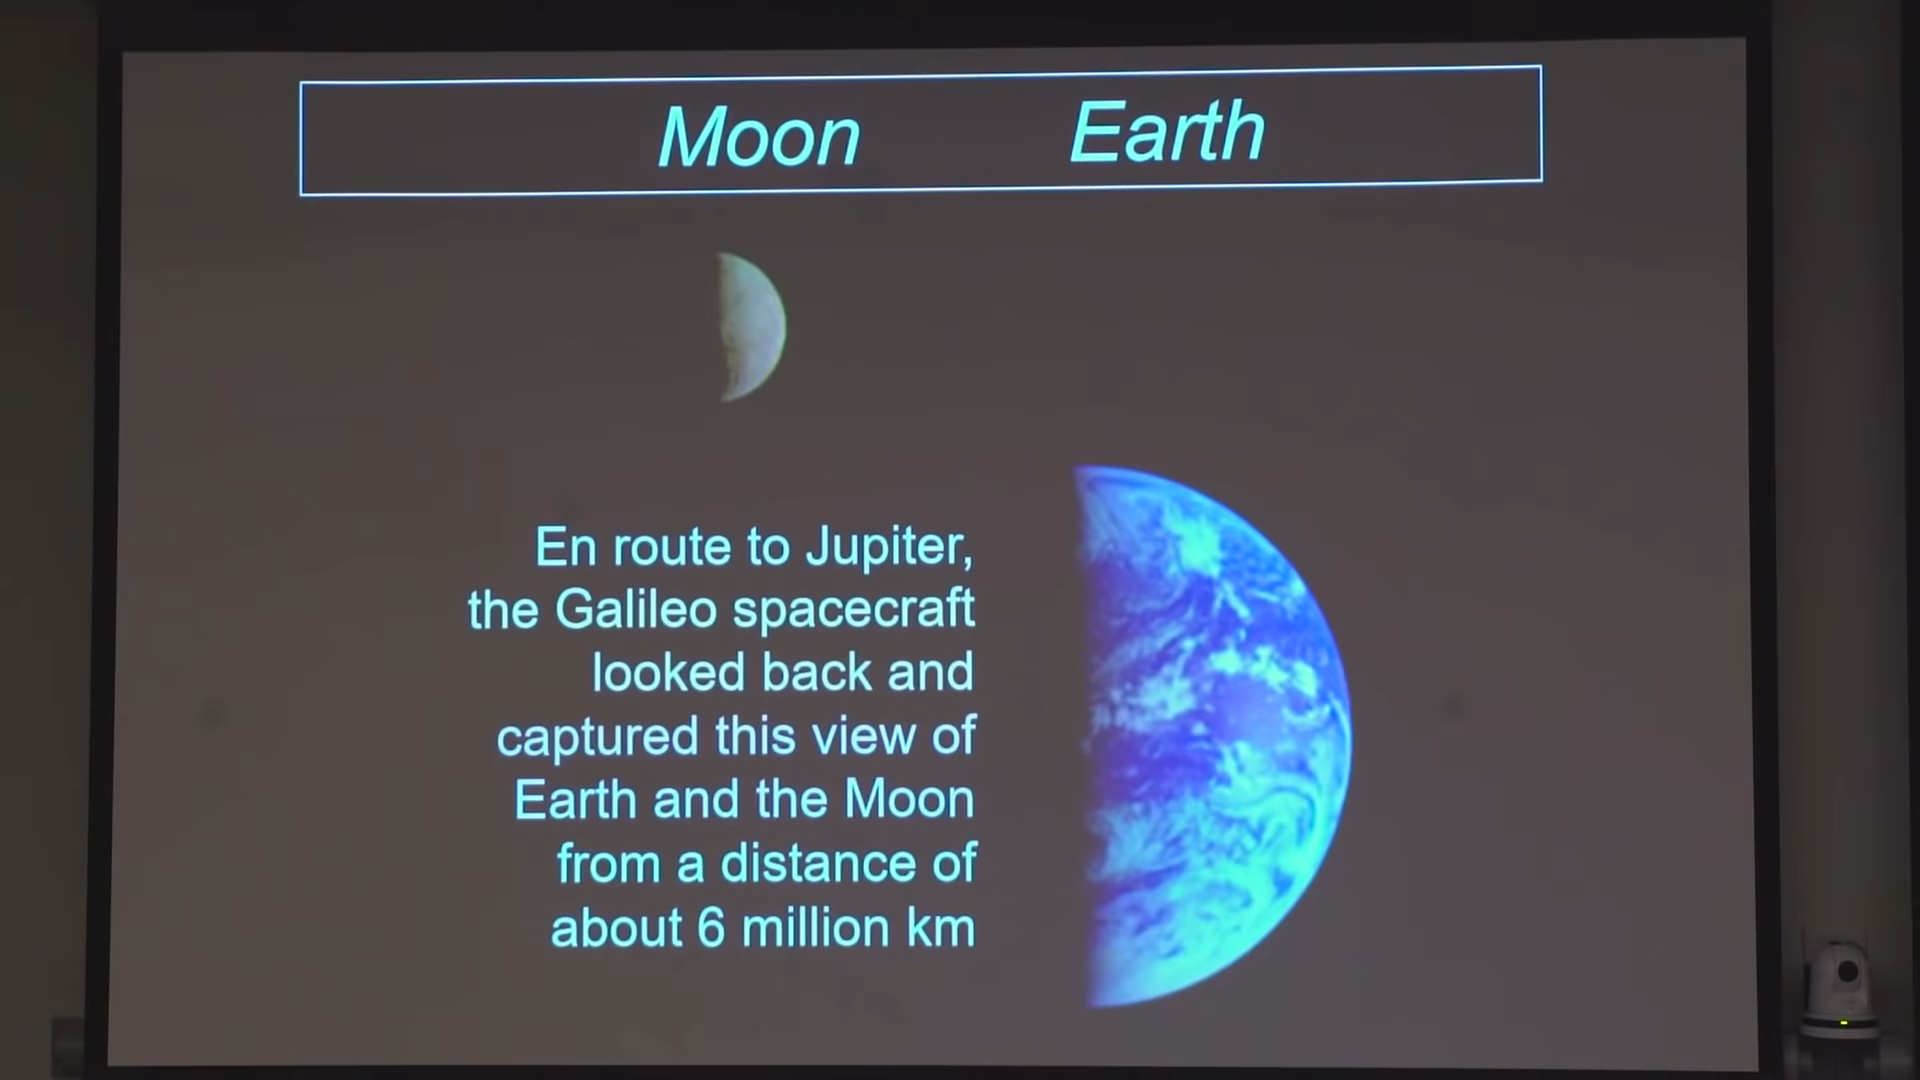 Moon Earth
En route to Jupiter,
the Galileo spacecraft
looked back and
captured this view of
Earth and the Moon
from a distance of
about 6 million km